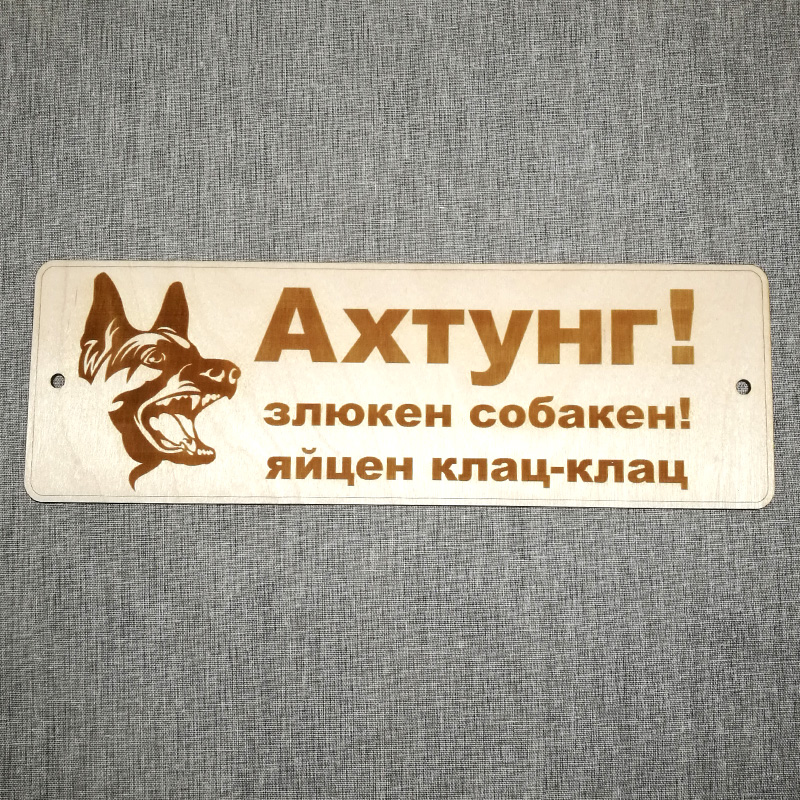 Ахтунг!
злюкен собакен!
яйцен клац-клац